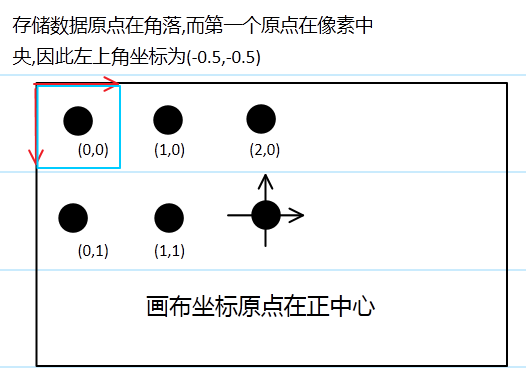 存储数据原点在角落,而第一个原点在像素中
央,因此左上角坐标为(-0.5,-0.5)
(0,0) (1,0) (2,0)
(0,1) (1,1)
画布坐标原点在正中心